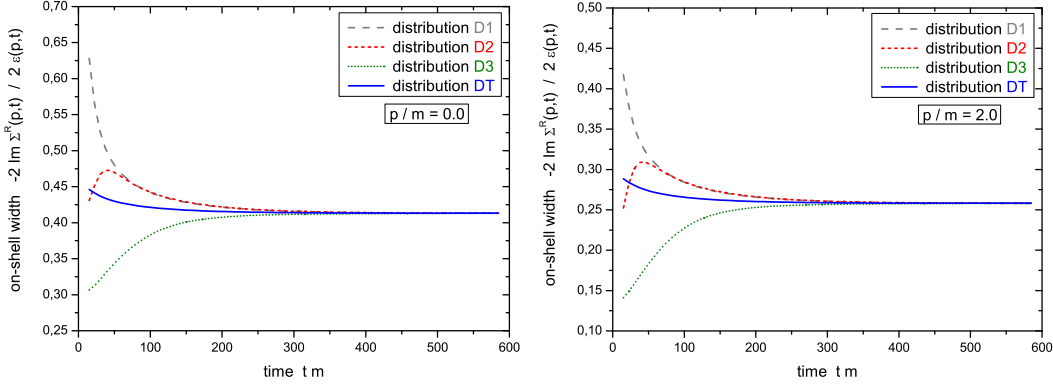 0,70
0,65
0,60
0,55
0,50
0,45
0,40
0,35
0,30
0,25
on-shell width -2 Im Σ^R(p,t) / 2 ε(p,t)
distribution D1
distribution D2
distribution D3
distribution DT
p / m = 0.0
0 100 200 300 400 500 600
time t m
0,50
0,45
0,40
0,35
0,30
0,25
0,20
0,15
0,10
on-shell width -2 Im Σ^R(p,t) / 2 ε(p,t)
distribution D1
distribution D2
distribution D3
distribution DT
p / m = 2.0
0 100 200 300 400 500 600
time t m